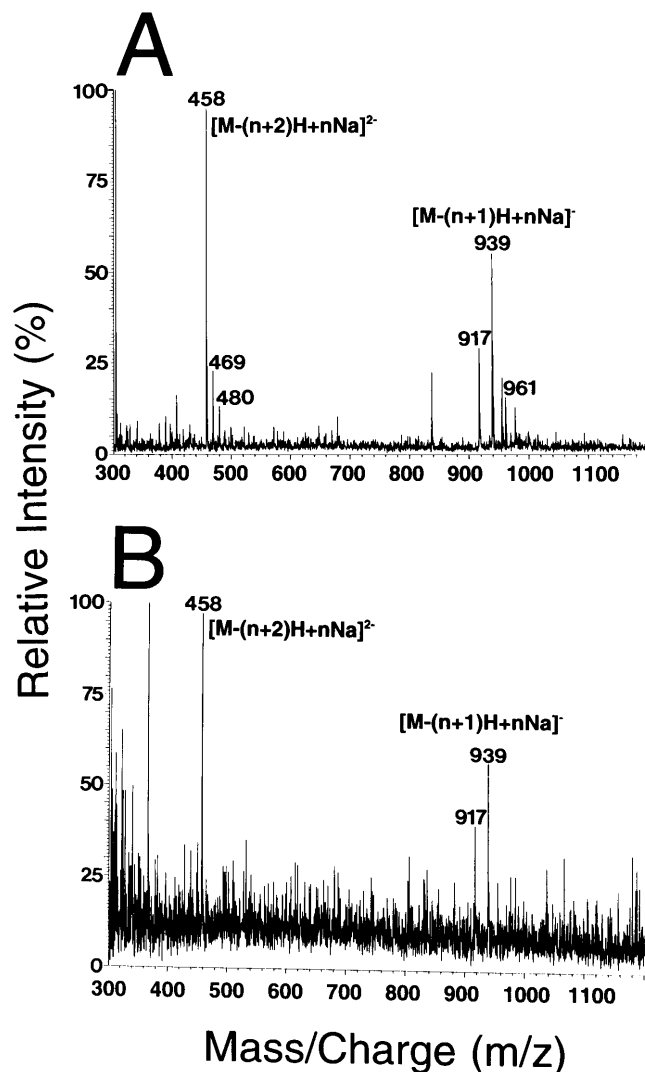 A
Relative Intensity (%)
100
75
50
25
0
458
[M-(n+2)H+nNa]²⁻
469
480
[M-(n+1)H+nNa]⁻
939
917
961
300 400 500 600 700 800 900 1000 1100
B
100
75
50
25
0
458
[M-(n+2)H+nNa]²⁻
[M-(n+1)H+nNa]⁻
939
917
300 400 500 600 700 800 900 1000 1100
Mass/Charge (m/z)